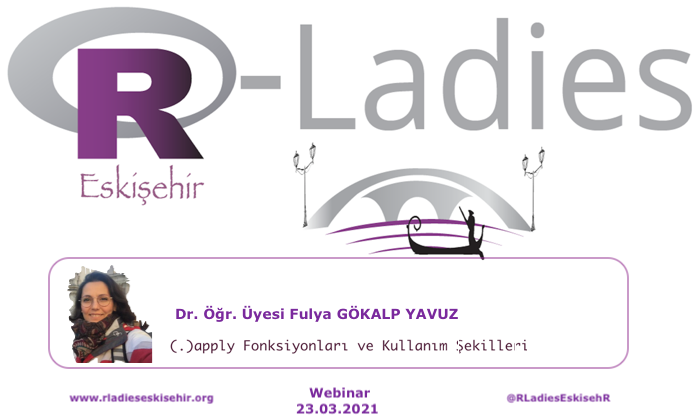 R-Ladies
Eskişehir
Dr. Öğr. Üyesi Fulya GÖKALP YAVUZ
(.)apply Fonksiyonları ve Kullanım Şekilleri
www.rladieseskisehir.org
Webinar
23.03.2021
@RLadiesEskisehR